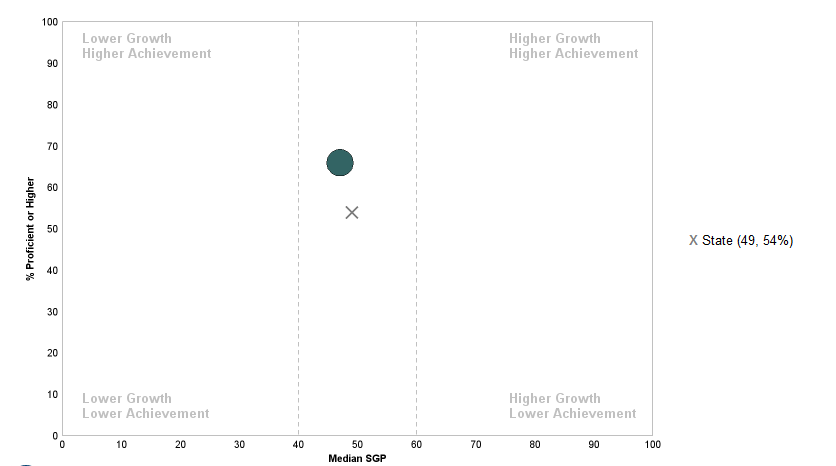 100
90
80
70
60
50
40
30
20
10
0
% Proficient or Higher
Lower Growth
Higher Achievement
Higher Growth
Higher Achievement
X State (49, 54%)
Lower Growth
Lower Achievement
Higher Growth
Lower Achievement
0 10 20 30 40 50 60 70 80 90 100
Median SGP